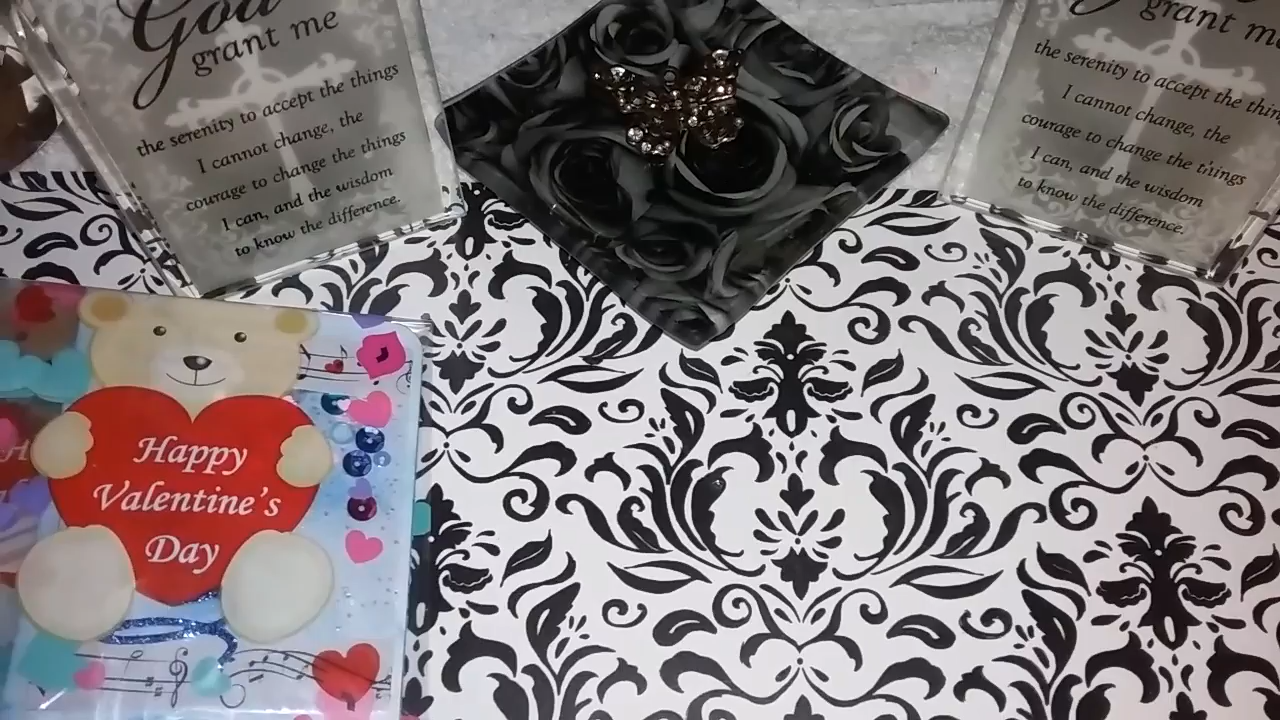 God
grant me
the serenity to accept the things
I cannot change, the
courage to change the things
I can, and the wisdom
to know the difference.
grant me
the serenity to accept the thin
I cannot change, the
courage to change the things
I can, and the wisdom
to know the difference.
Happy
Valentine's
Day